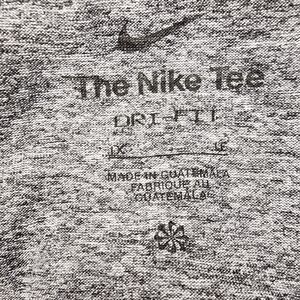 The Nike Tee
DRI-FIT
MADE IN GUATEMALA
FABRIQUÉ AU
GUATEMALA